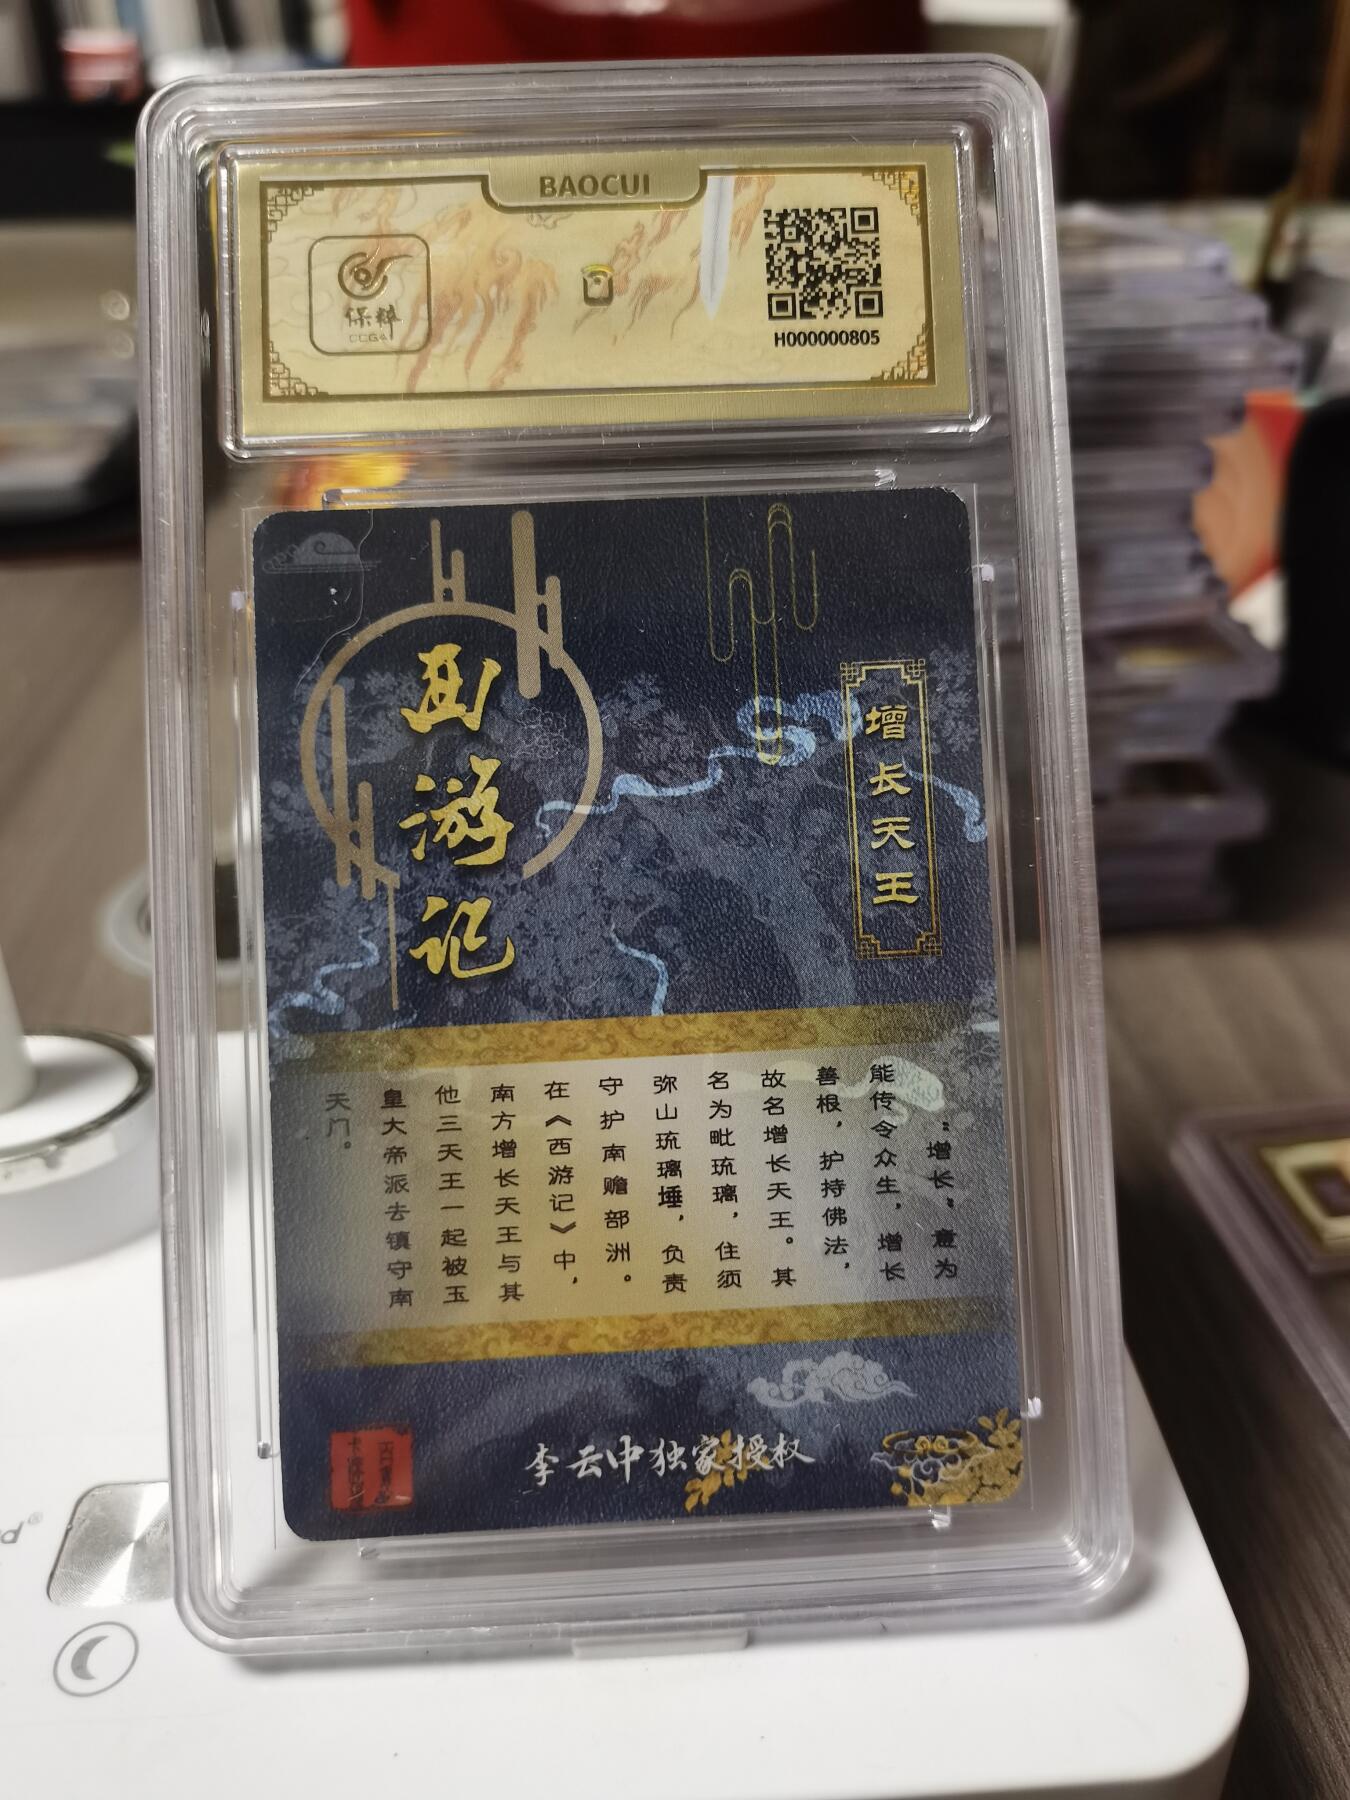 BAOCUI
保粹
CCGA
H000000805
西游记
增长天王
“增长”意为
能传令众生，增长
善根，护持佛法，
故名增长天王。其
名为毗琉璃，住须
弥山琉璃埵，负责
守护南赡部洲。
在《西游记》中，
南方增长天王与其
他三天王一起被玉
皇大帝派去镇守南
天门。
李云中独家授权